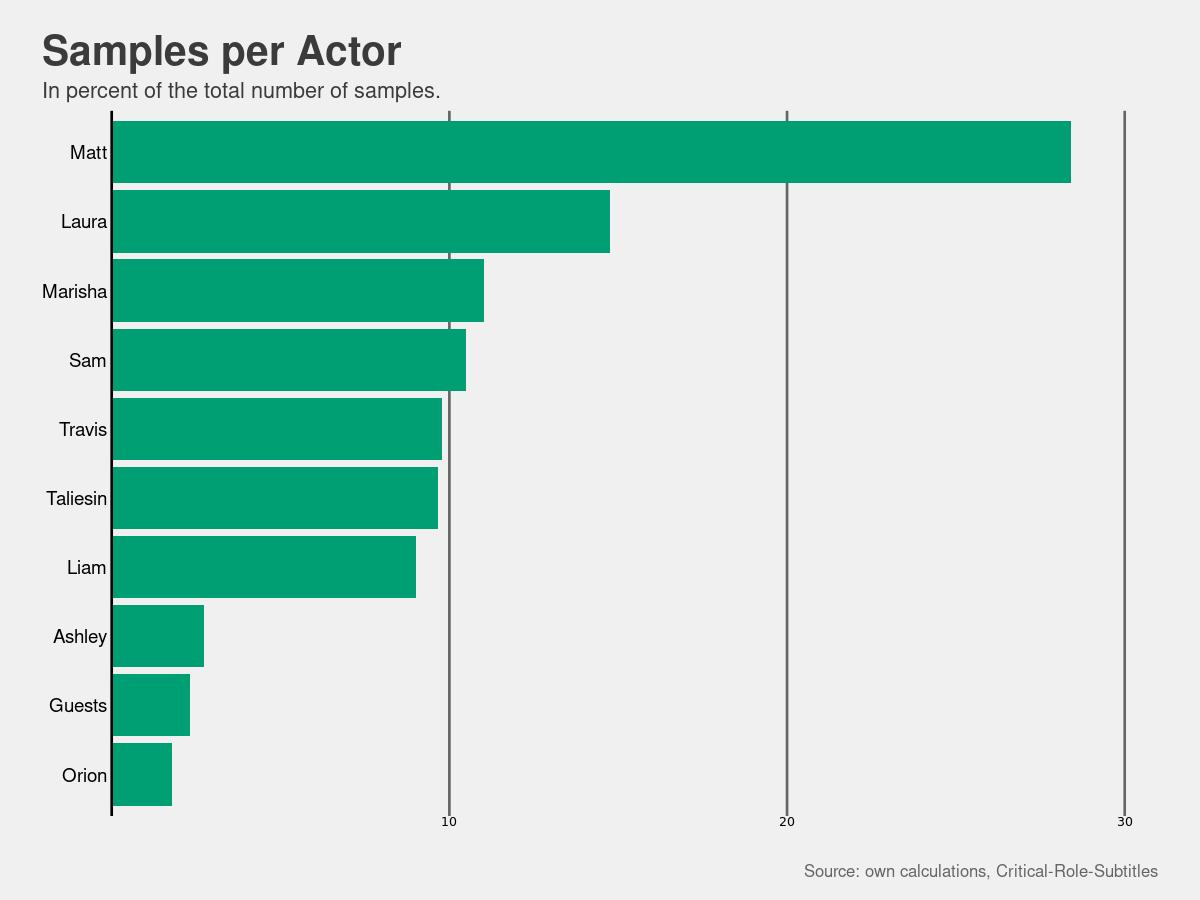 Samples per Actor
In percent of the total number of samples.
Matt
Laura
Marisha
Sam
Travis
Taliesin
Liam
Ashley
Guests
Orion
10 20 30
Source: own calculations, Critical-Role-Subtitles